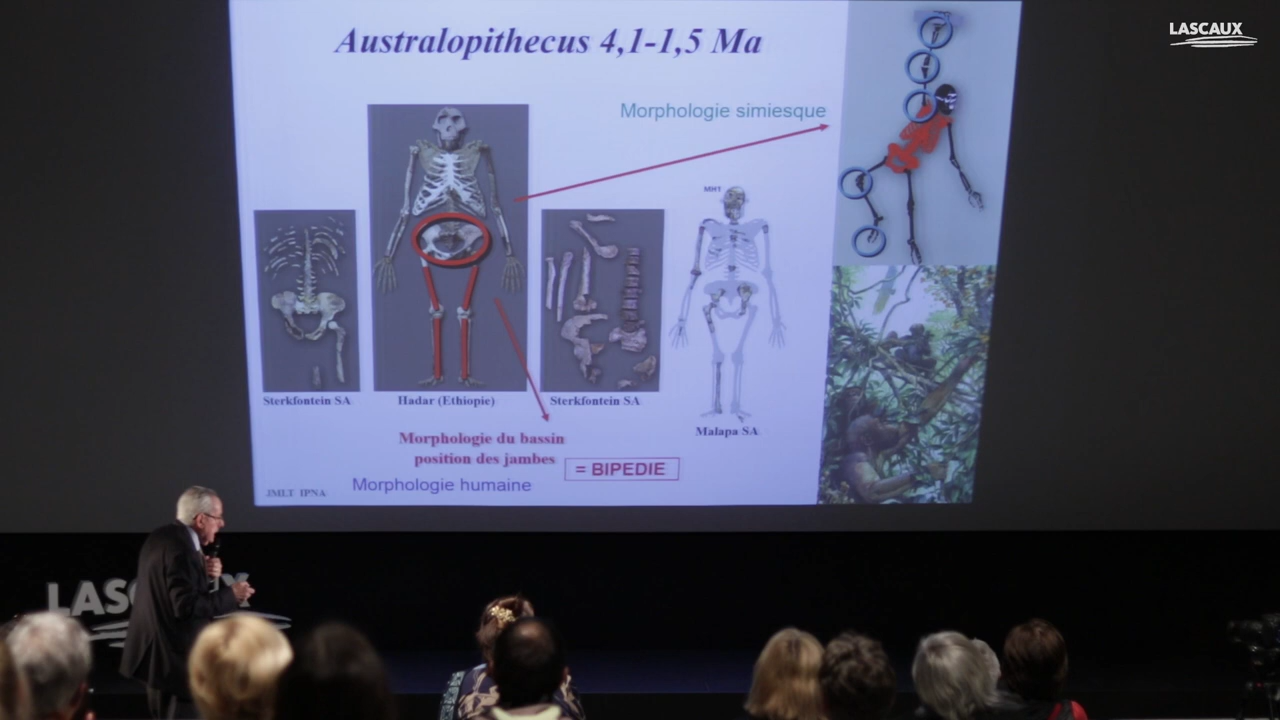 LASCAUX
Australopithecus 4,1-1,5 Ma
Morphologie simiesque
MH1
Sterkfontein SA
Hadar (Ethiopie)
Sterkfontein SA
Malapa SA
Morphologie du bassin
position des jambes
= BIPEDIE
Morphologie humaine
JMLT IPNA
LAS X